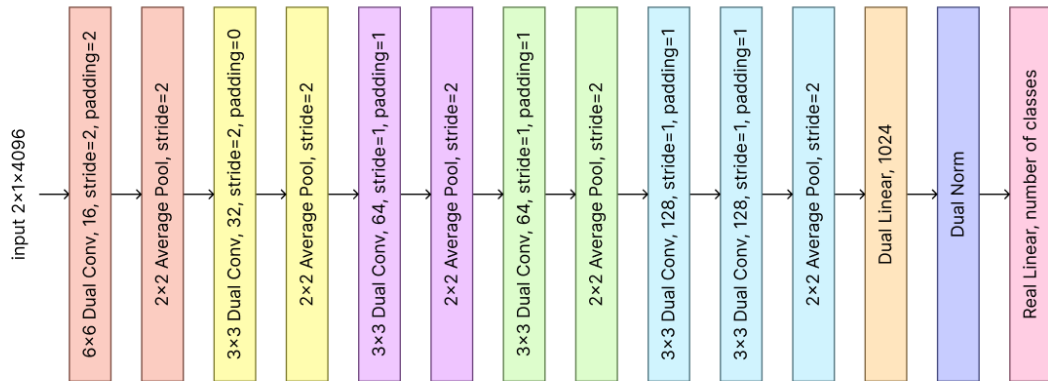 input 2×1×4096
6×6 Dual Conv, 16, stride=2, padding=2
2×2 Average Pool, stride=2
3×3 Dual Conv, 32, stride=2, padding=0
2×2 Average Pool, stride=2
3×3 Dual Conv, 64, stride=1, padding=1
2×2 Average Pool, stride=2
3×3 Dual Conv, 64, stride=1, padding=1
2×2 Average Pool, stride=2
3×3 Dual Conv, 128, stride=1, padding=1
3×3 Dual Conv, 128, stride=1, padding=1
2×2 Average Pool, stride=2
Dual Linear, 1024
Dual Norm
Real Linear, number of classes